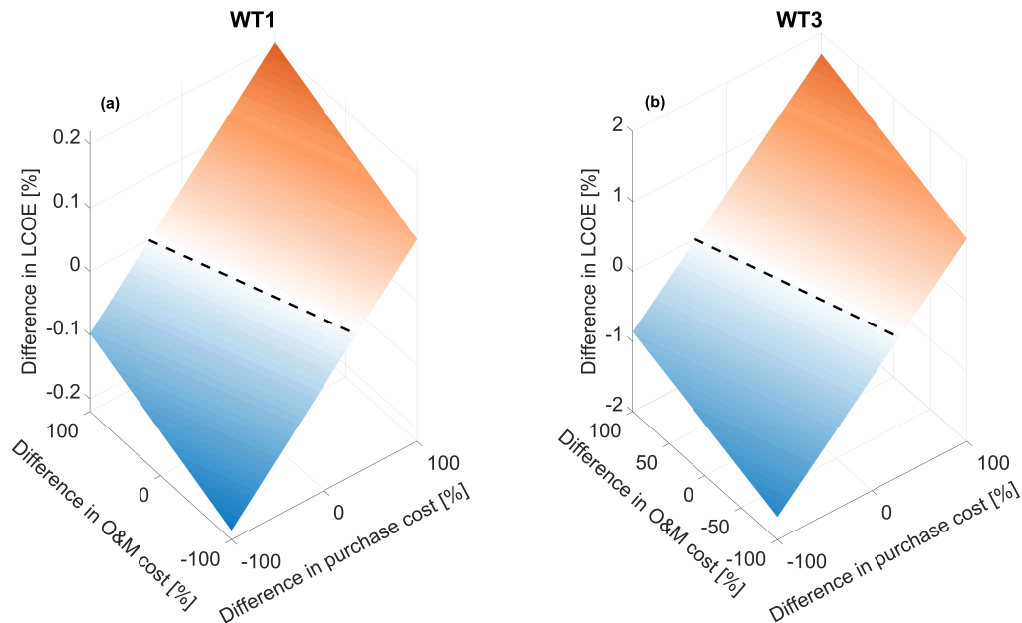 WT1
(a)
0.2
0.1
0
-0.1
-0.2
Difference in LCOE [%]
100
0
-100
Difference in O&M cost [%]
-100
0
100
Difference in purchase cost [%]
WT3
(b)
2
1
0
-1
-2
Difference in LCOE [%]
100
50
0
-50
-100
Difference in O&M cost [%]
-100
0
100
Difference in purchase cost [%]